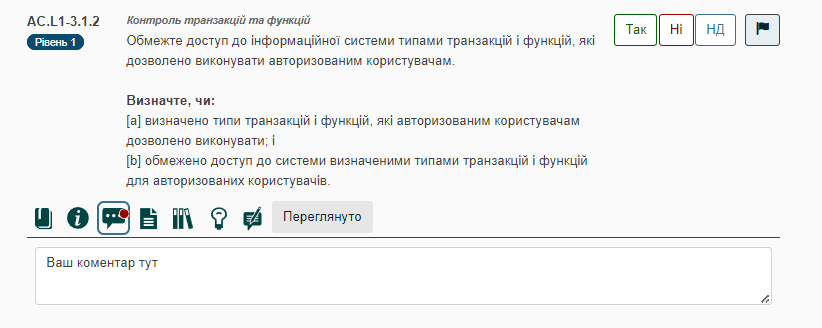 AC.L1-3.1.2
Рівень 1
Контроль транзакцій та функцій
Обмежте доступ до інформаційної системи типами транзакцій і функцій, які
дозволено виконувати авторизованим користувачам.
Визначте, чи:
[a] визначено типи транзакцій і функцій, які авторизованим користувачам
дозволено виконувати; і
[b] обмежено доступ до системи визначеними типами транзакцій і функцій
для авторизованих користувачів.
Так Ні НД
Переглянуто
Ваш коментар тут